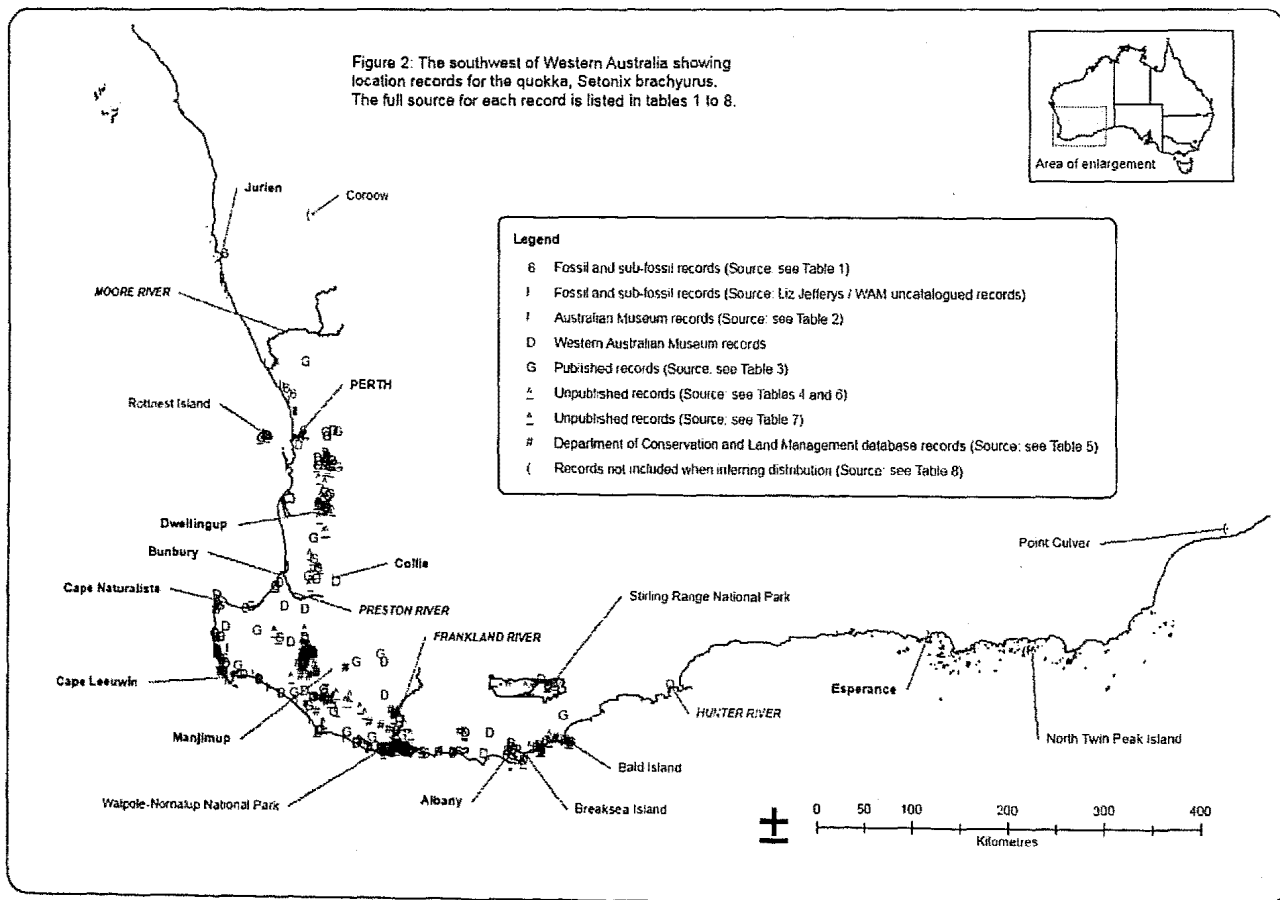 Figure 2: The southwest of Western Australia showing
location records for the quokka, Setonix brachyurus.
The full source for each record is listed in tables 1 to 8.
Area of enlargement
Jurien
Coroow
Legend
6 Fossil and sub-fossil records (Source: see Table 1)
Fossil and sub-fossil records (Source: Liz Jefferys / WAM uncatalogued records)
Australian Museum records (Source: see Table 2)
D Western Australian Museum records
G Published records (Source: see Table 3)
Unpublished records (Source: see Tables 4 and 6)
Unpublished records (Source: see Table 7)
# Department of Conservation and Land Management database records (Source: see Table 5)
( Records not included when inferring distribution (Source: see Table 8)
MOORE RIVER
PERTH
Rottnest Island
Dwellingup
Bunbury
Collie
Cape Naturaliste
PRESTON RIVER
Point Culver
Stirling Range National Park
FRANKLAND RIVER
Cape Leeuwin
Esperance
HUNTER RIVER
Manjimup
North Twin Peak Island
Bald Island
Walpole-Nornalup National Park
Albany
Breaksea Island
±
0 50 100 200 300 400
Kilometres